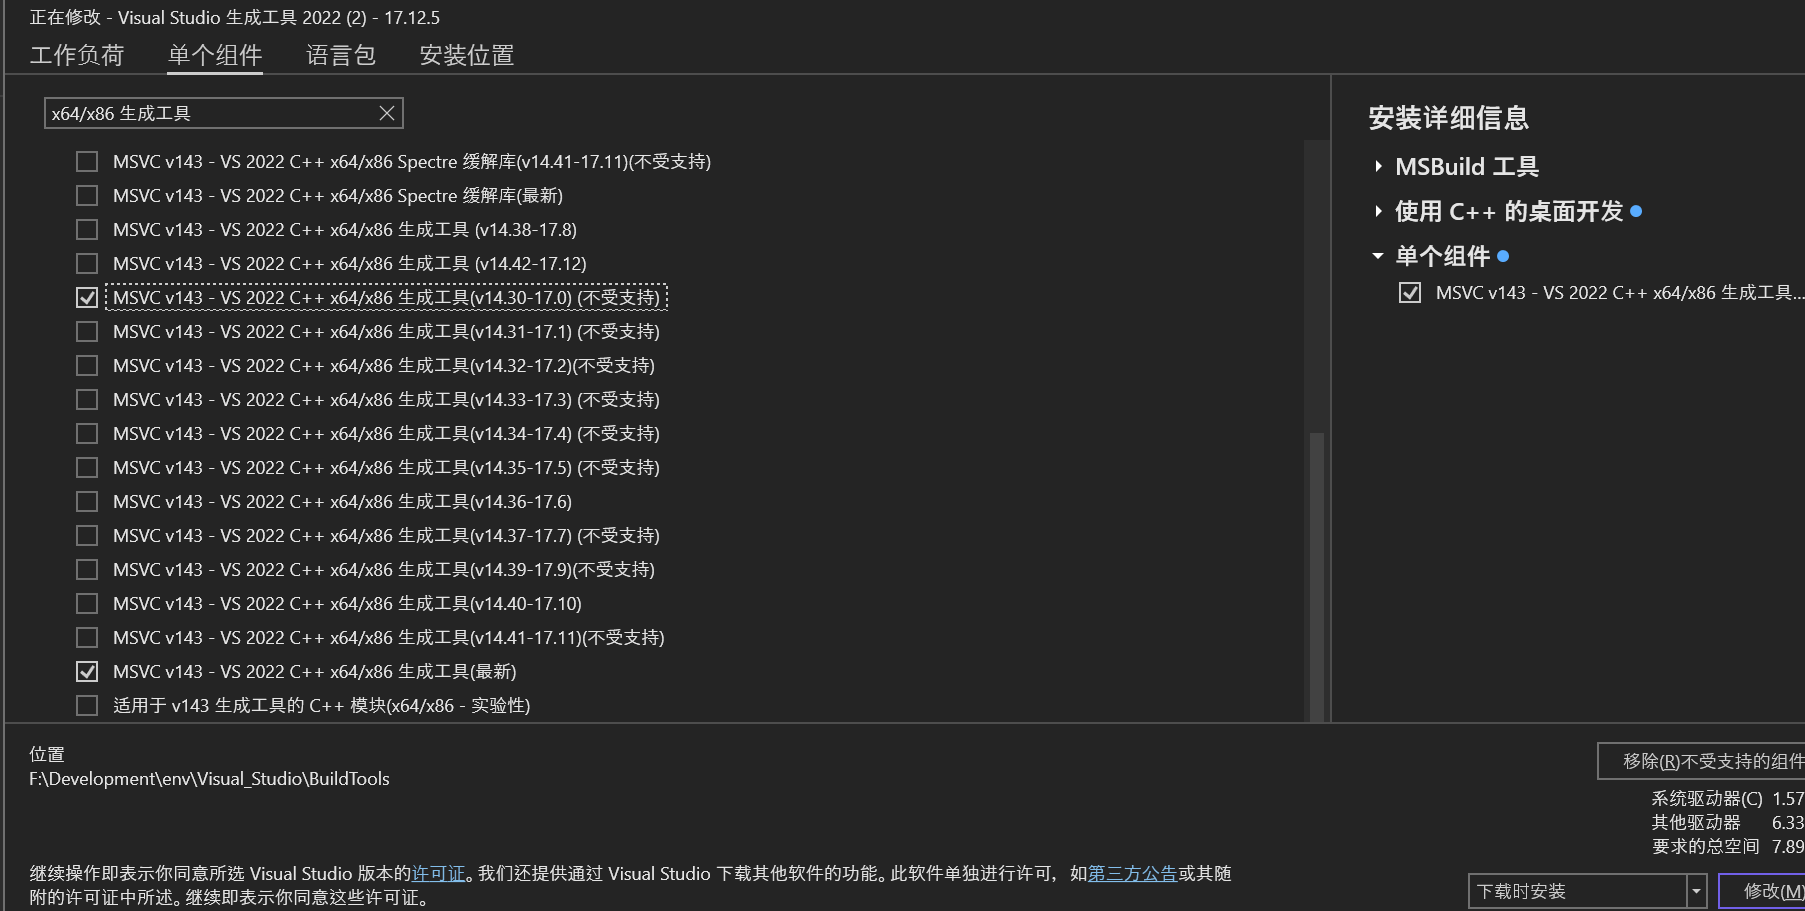 正在修改 - Visual Studio 生成工具 2022 (2) - 17.12.5
工作负荷 单个组件 语言包 安装位置
x64/x86 生成工具
MSVC v143 - VS 2022 C++ x64/x86 Spectre 缓解库(v14.41-17.11)(不受支持)
MSVC v143 - VS 2022 C++ x64/x86 Spectre 缓解库(最新)
MSVC v143 - VS 2022 C++ x64/x86 生成工具 (v14.38-17.8)
MSVC v143 - VS 2022 C++ x64/x86 生成工具 (v14.42-17.12)
MSVC v143 - VS 2022 C++ x64/x86 生成工具(v14.30-17.0) (不受支持)
MSVC v143 - VS 2022 C++ x64/x86 生成工具(v14.31-17.1) (不受支持)
MSVC v143 - VS 2022 C++ x64/x86 生成工具(v14.32-17.2)(不受支持)
MSVC v143 - VS 2022 C++ x64/x86 生成工具(v14.33-17.3) (不受支持)
MSVC v143 - VS 2022 C++ x64/x86 生成工具(v14.34-17.4) (不受支持)
MSVC v143 - VS 2022 C++ x64/x86 生成工具(v14.35-17.5) (不受支持)
MSVC v143 - VS 2022 C++ x64/x86 生成工具(v14.36-17.6)
MSVC v143 - VS 2022 C++ x64/x86 生成工具(v14.37-17.7) (不受支持)
MSVC v143 - VS 2022 C++ x64/x86 生成工具(v14.39-17.9)(不受支持)
MSVC v143 - VS 2022 C++ x64/x86 生成工具(v14.40-17.10)
MSVC v143 - VS 2022 C++ x64/x86 生成工具(v14.41-17.11)(不受支持)
MSVC v143 - VS 2022 C++ x64/x86 生成工具(最新)
适用于 v143 生成工具的 C++ 模块(x64/x86 - 实验性)
安装详细信息
MSBuild 工具
使用 C++ 的桌面开发
单个组件
MSVC v143 - VS 2022 C++ x64/x86 生成工具...
位置
F:\Development\env\Visual_Studio\BuildTools
移除(R)不受支持的组件
系统驱动器(C) 1.57
其他驱动器 6.33
要求的总空间 7.89
继续操作即表示你同意所选 Visual Studio 版本的许可证。我们还提供通过 Visual Studio 下载其他软件的功能。此软件单独进行许可，如第三方公告或其随
附的许可证中所述。继续即表示你同意这些许可证。
下载时安装
修改(M)